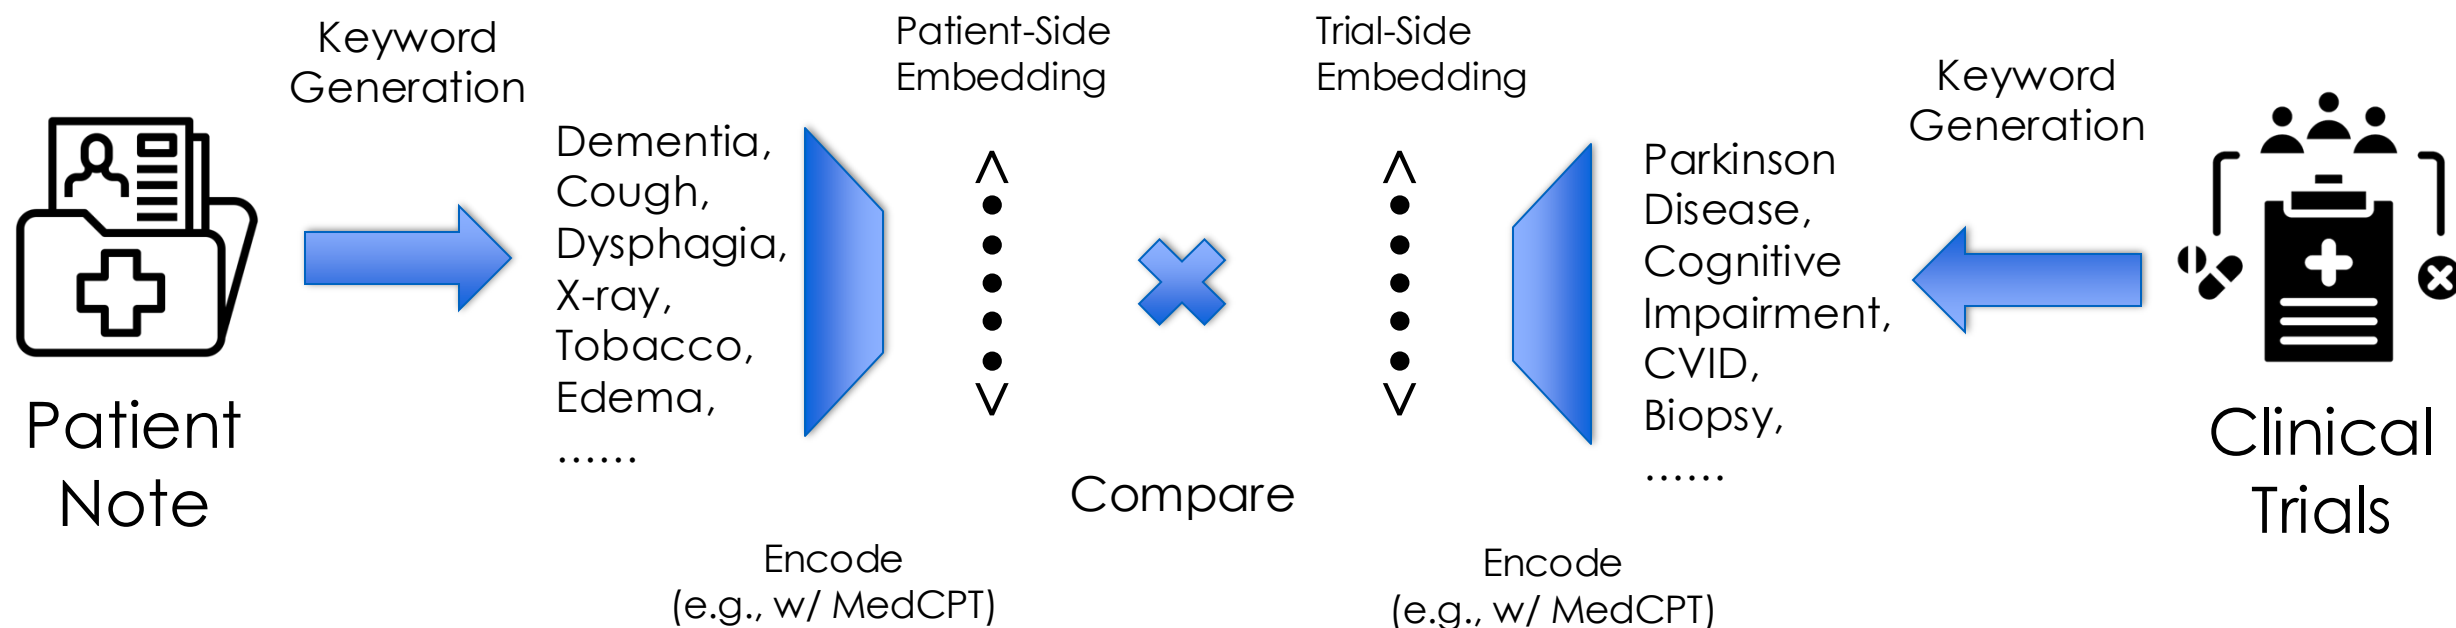 Patient
Note
Keyword
Generation
Dementia,
Cough,
Dysphagia,
X-ray,
Tobacco,
Edema,
......
Encode
(e.g., w/ MedCPT)
Patient-Side
Embedding
Compare
Trial-Side
Embedding
Encode
(e.g., w/ MedCPT)
Parkinson
Disease,
Cognitive
Impairment,
CVID,
Biopsy,
......
Keyword
Generation
Clinical
Trials